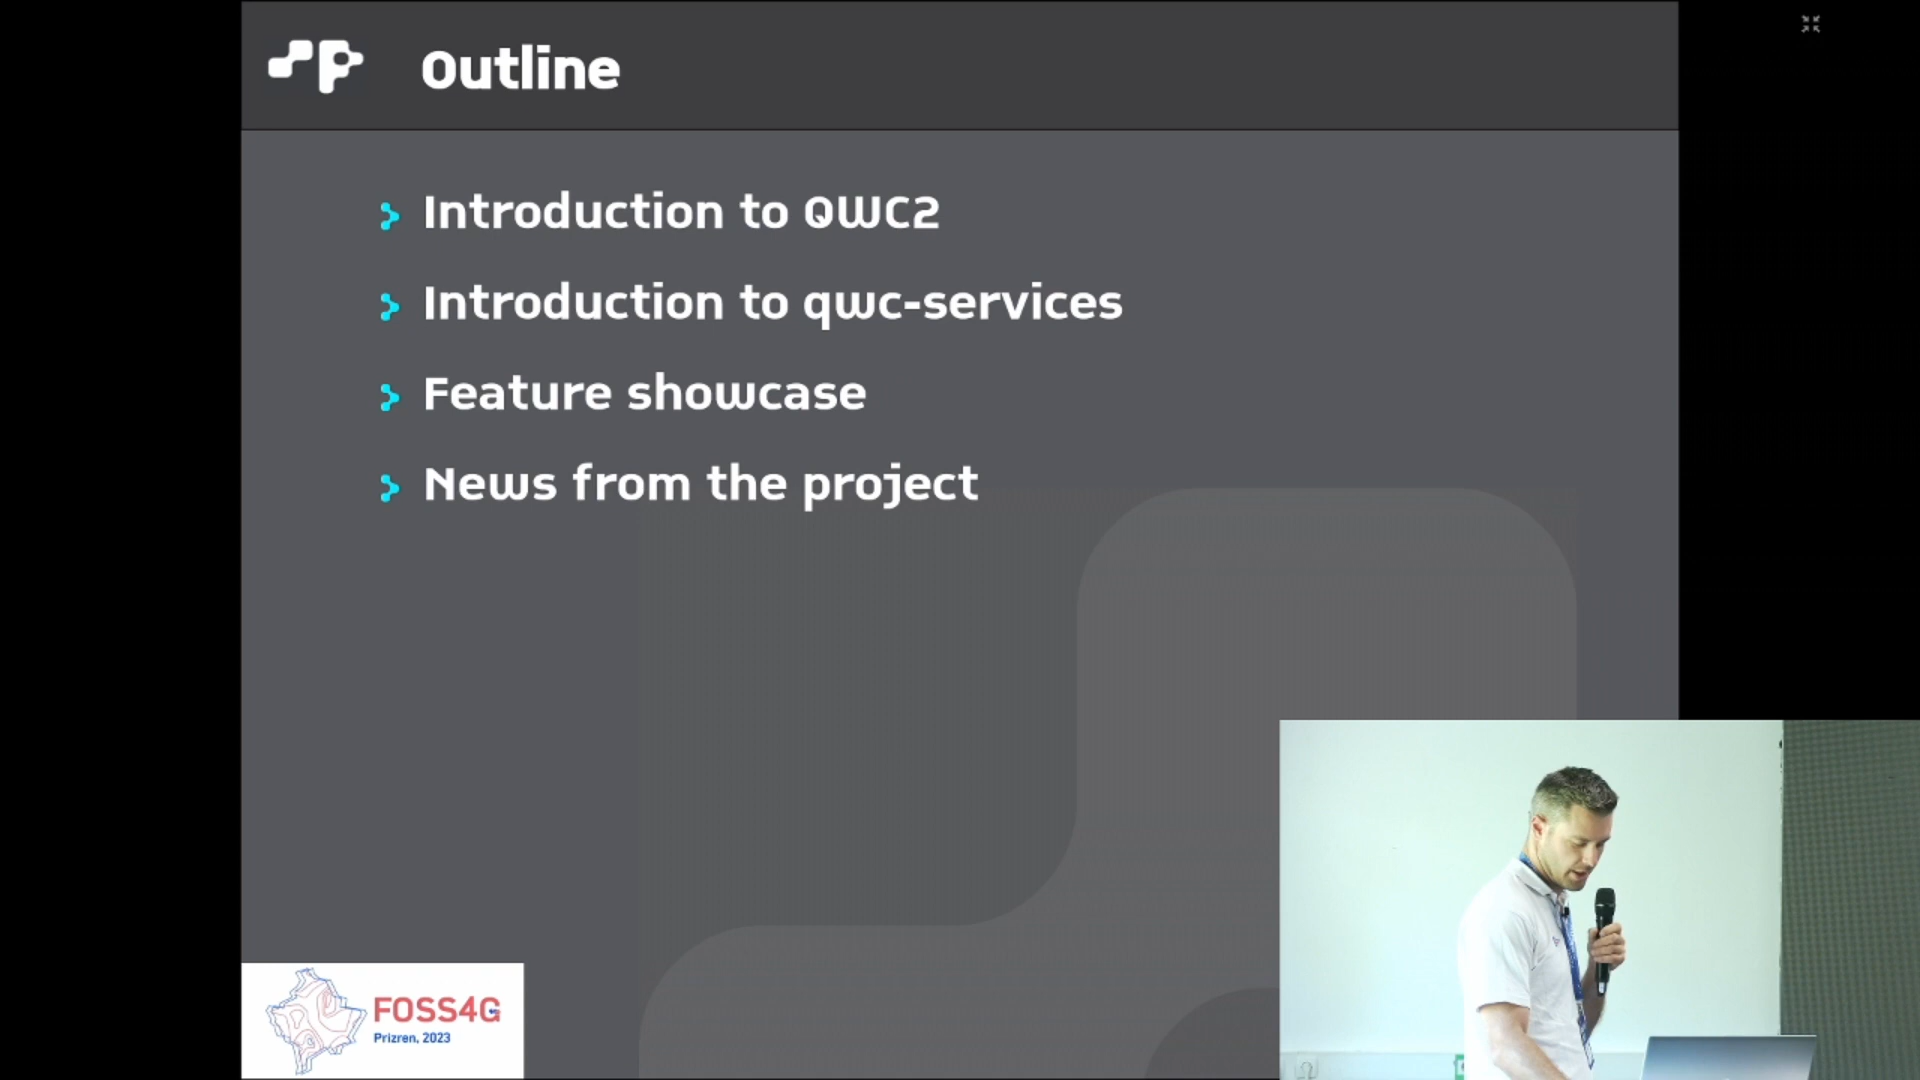 Outline
Introduction to QWC2
Introduction to qwc-services
Feature showcase
News from the project
FOSS4G
Prizren, 2023